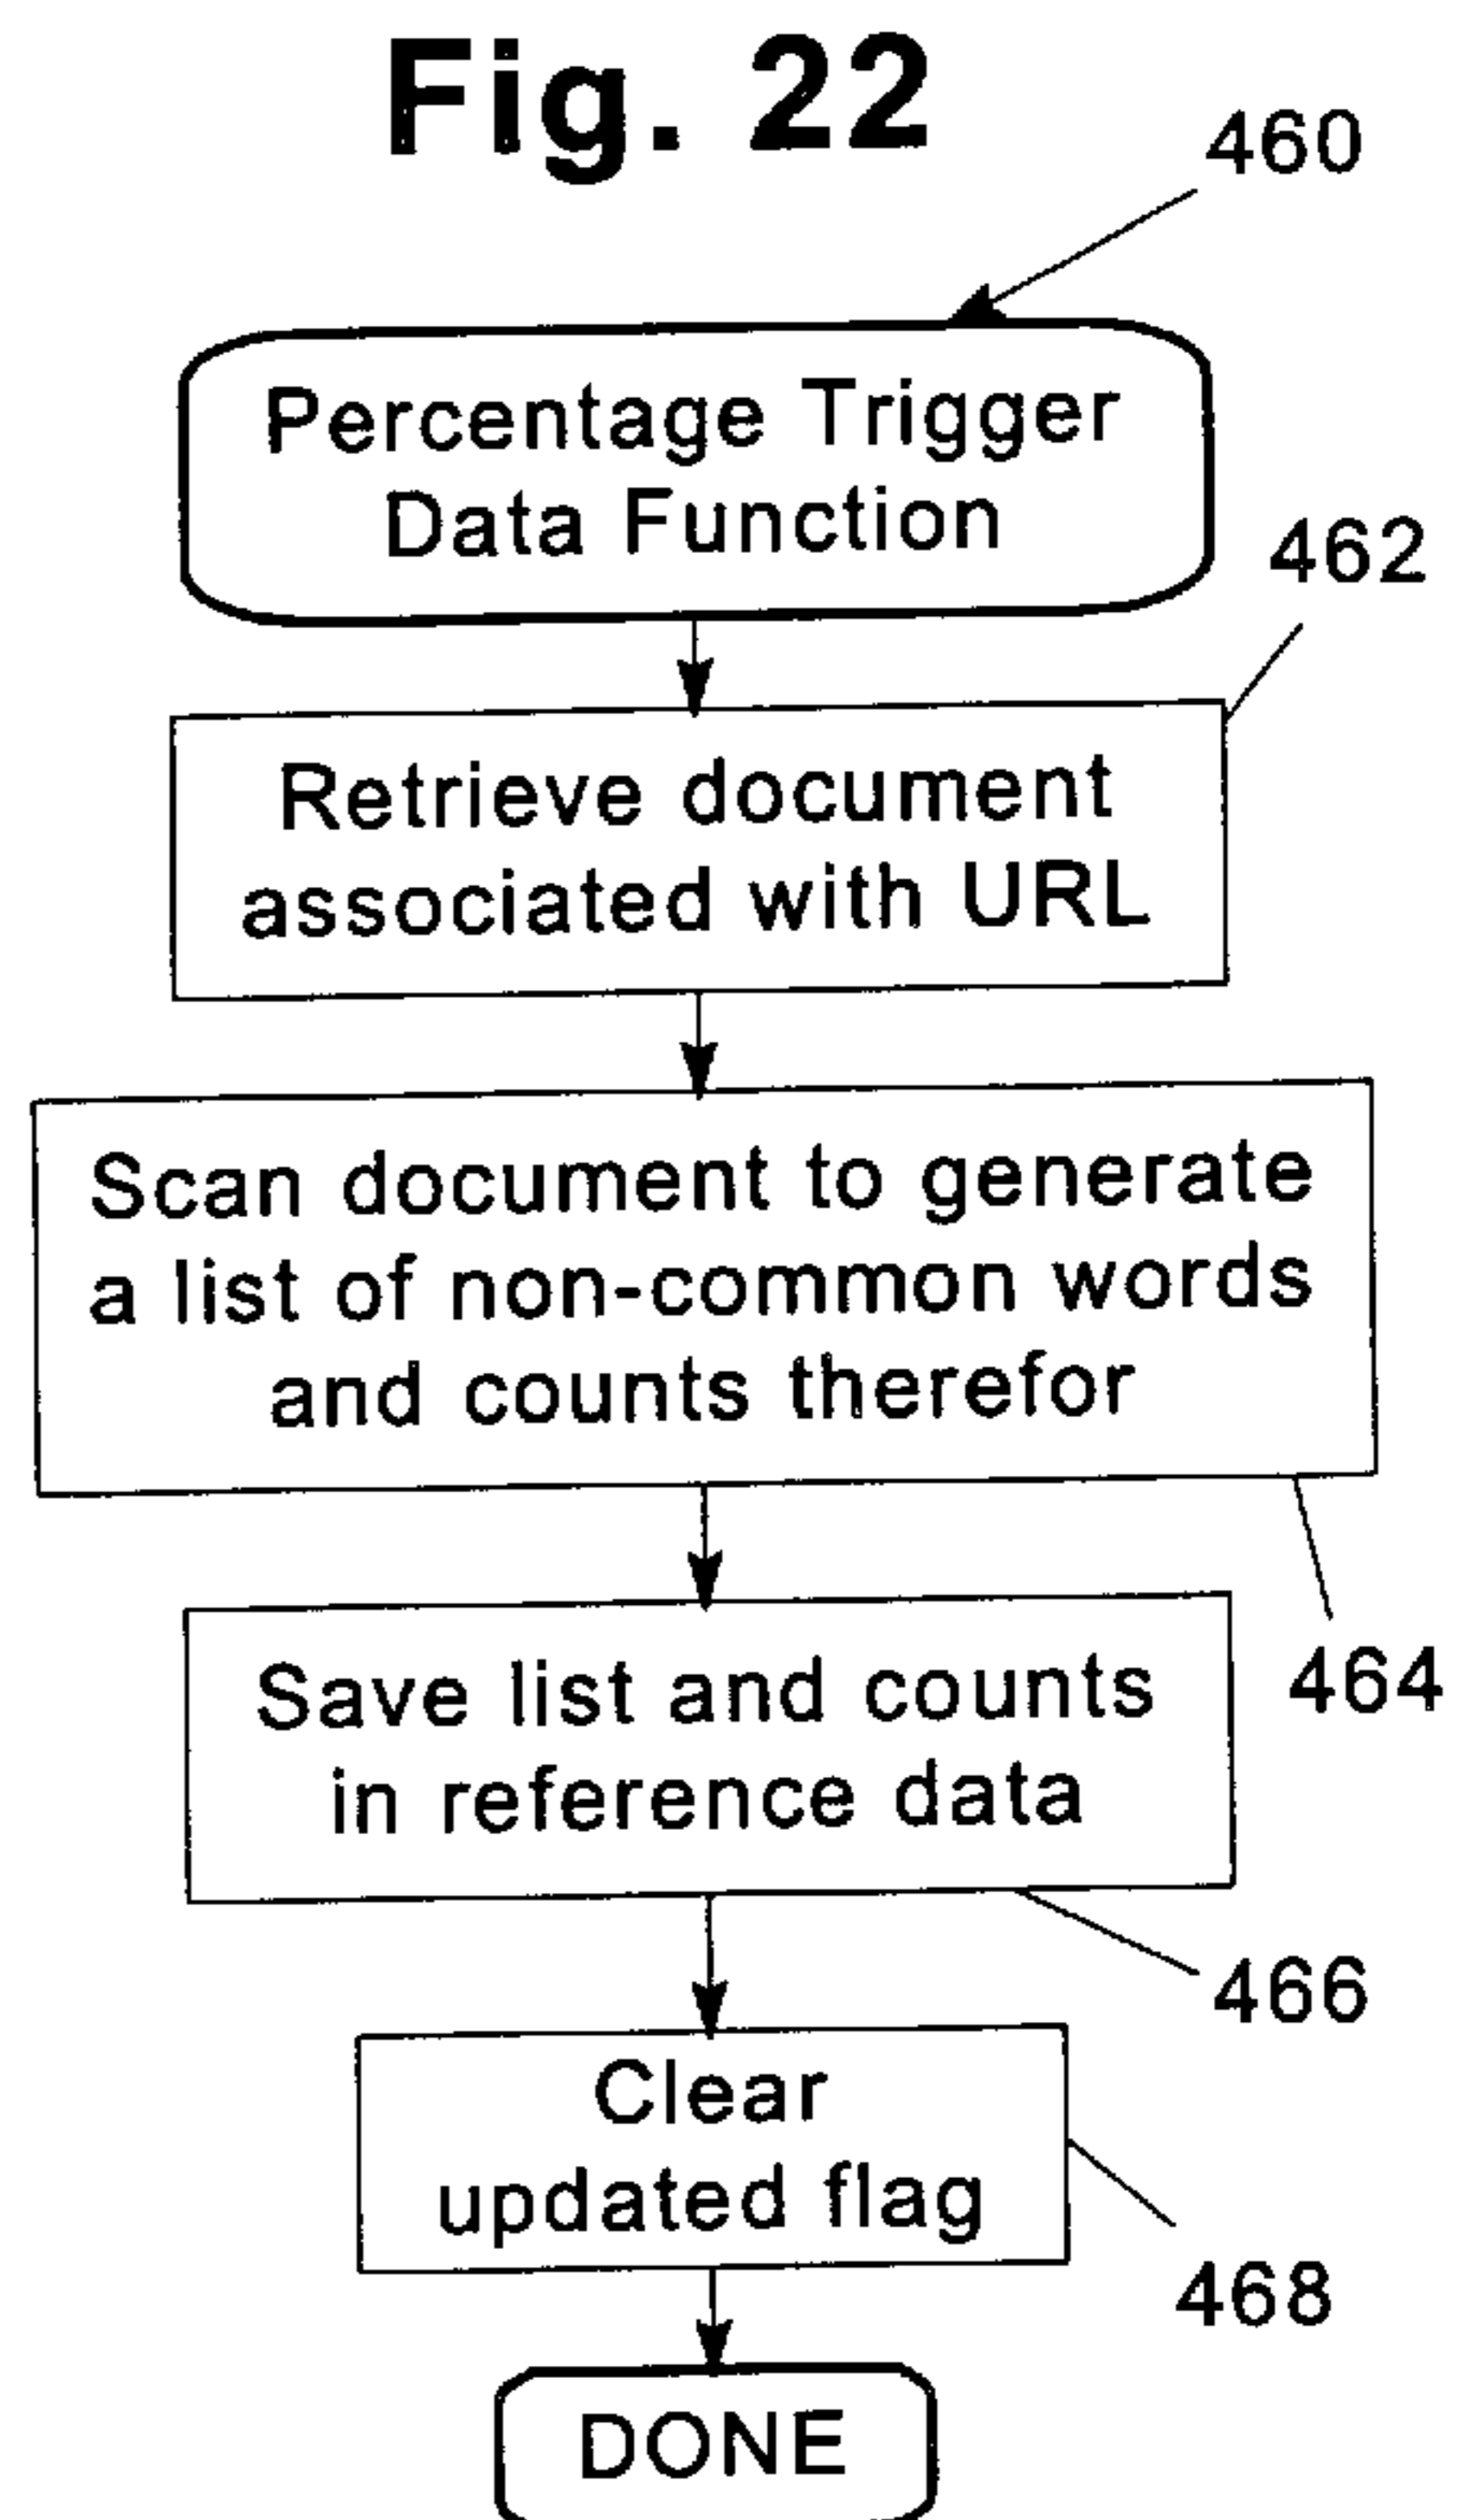 Fig. 22
460
Percentage Trigger
Data Function
462
Retrieve document
associated with URL
Scan document to generate
a list of non-common words
and counts therefor
464
Save list and counts
in reference data
466
Clear
updated flag
468
DONE